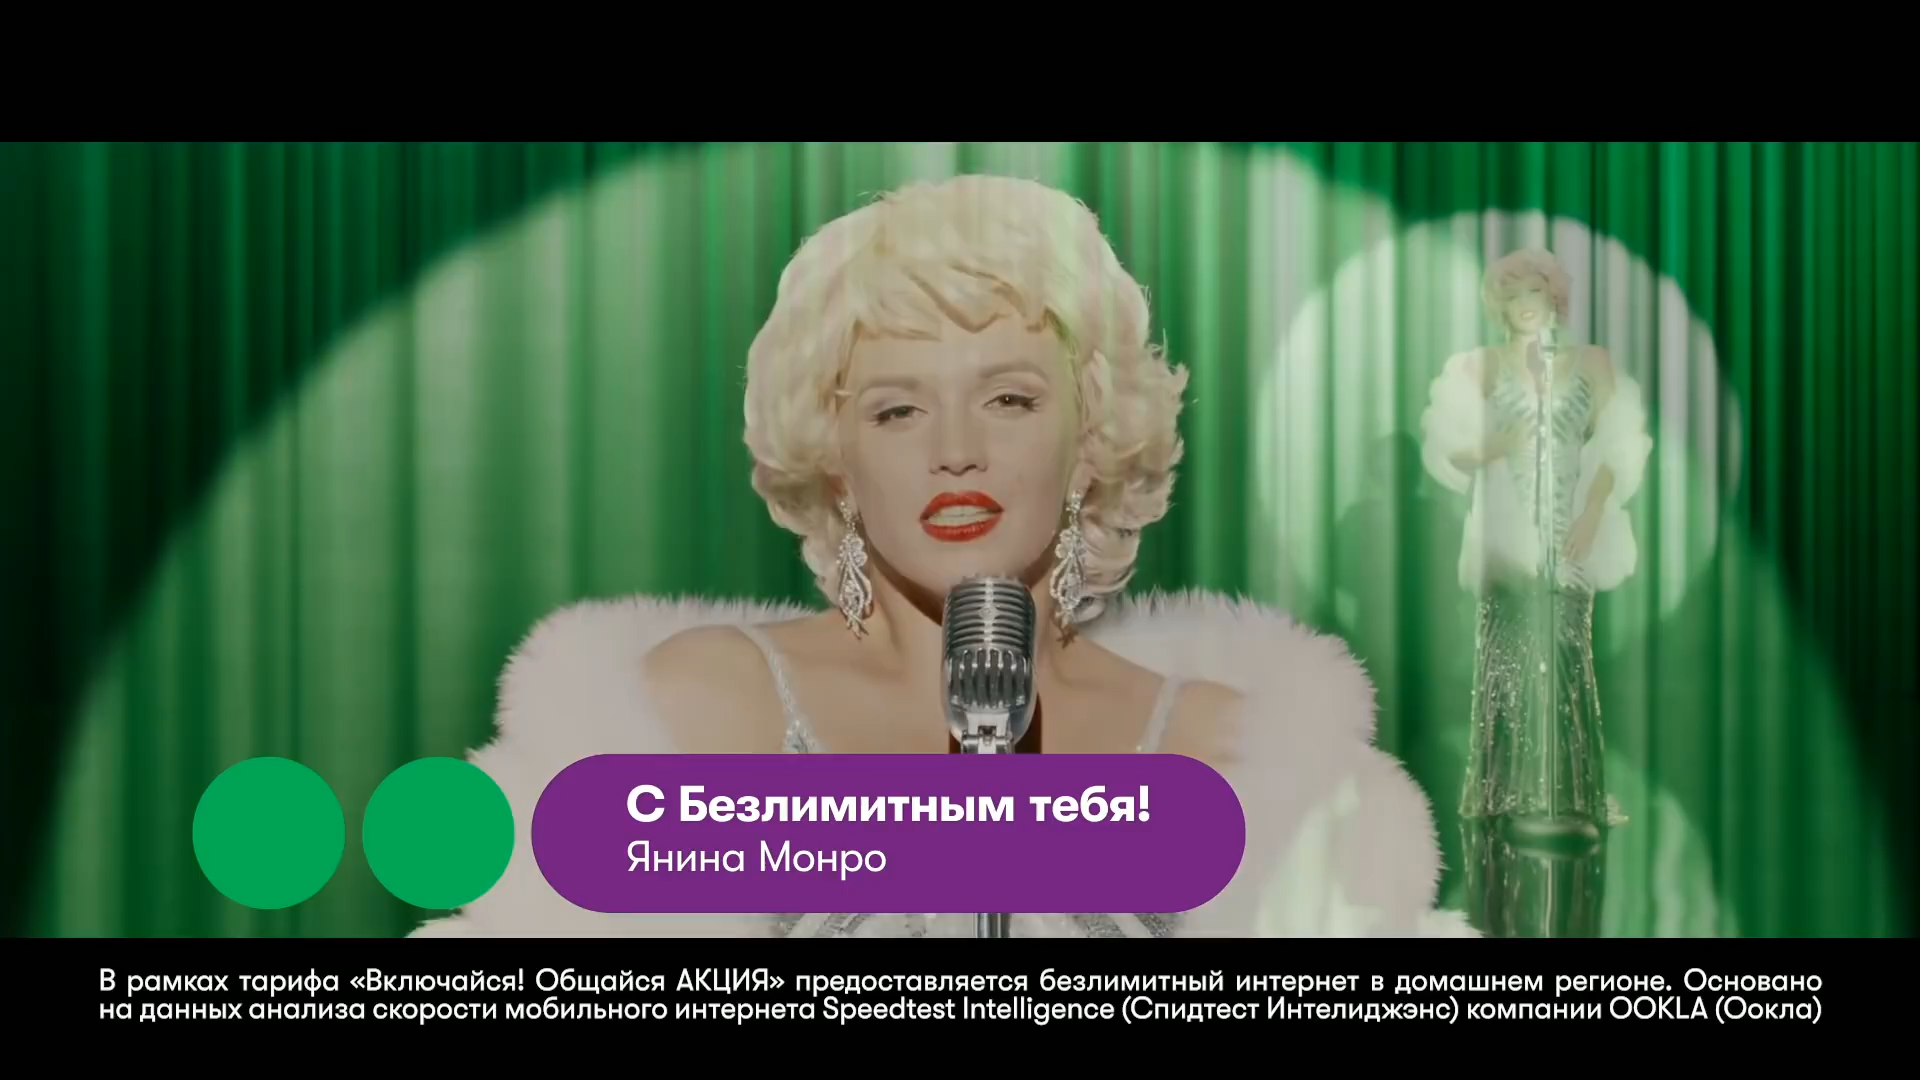 С Безлимитным тебя!
Янина Монро
В рамках тарифа «Включайся! Общайся АКЦИЯ» предоставляется безлимитный интернет в домашнем регионе. Основано
на данных анализа скорости мобильного интернета Speedtest Intelligence (Спидтест Интелиджэнс) компании OOKLA (Оокла)